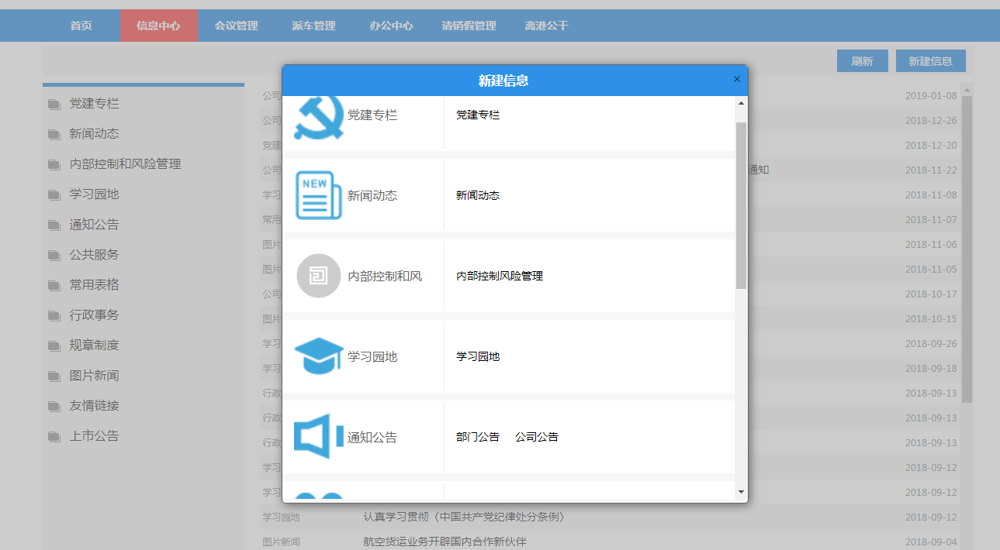 首页 信息中心 会议管理 派车管理 办公中心 请销假管理 离港公干
刷新 新建信息
新建信息 ×
党建专栏
新闻动态
内部控制和风险管理
学习园地
通知公告
公共服务
常用表格
行政事务
规章制度
图片新闻
友情链接
上市公告
党建专栏 党建专栏
NEW
新闻动态 新闻动态
内部控制和风 内部控制风险管理
学习园地 学习园地
通知公告 部门公告 公司公告
公司 2019-01-08
公司 2018-12-26
党建 2018-12-20
公司 通知 2018-11-22
学习 2018-11-08
常用 2018-11-07
图片 2018-11-06
图片 2018-11-05
公司 2018-10-17
图片 2018-10-15
学习 2018-09-26
学习 2018-09-18
行政 2018-09-13
行政 2018-09-13
行政 2018-09-13
学习 2018-09-12
学习 2018-09-12
学习园地 认真学习贯彻〈中国共产党纪律处分条例〉 2018-09-12
图片新闻 航空货运业务开辟国内合作新伙伴 2018-09-04